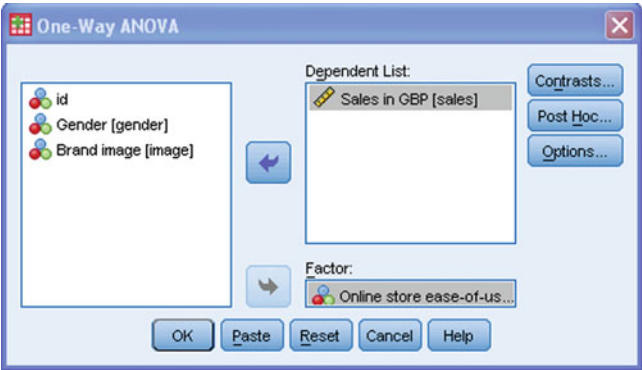 One-Way ANOVA
id
Gender [gender]
Brand image [image]
Dependent List:
Sales in GBP [sales]
Factor:
Online store ease-of-us...
Contrasts...
Post Hoc...
Options...
OK
Paste
Reset
Cancel
Help